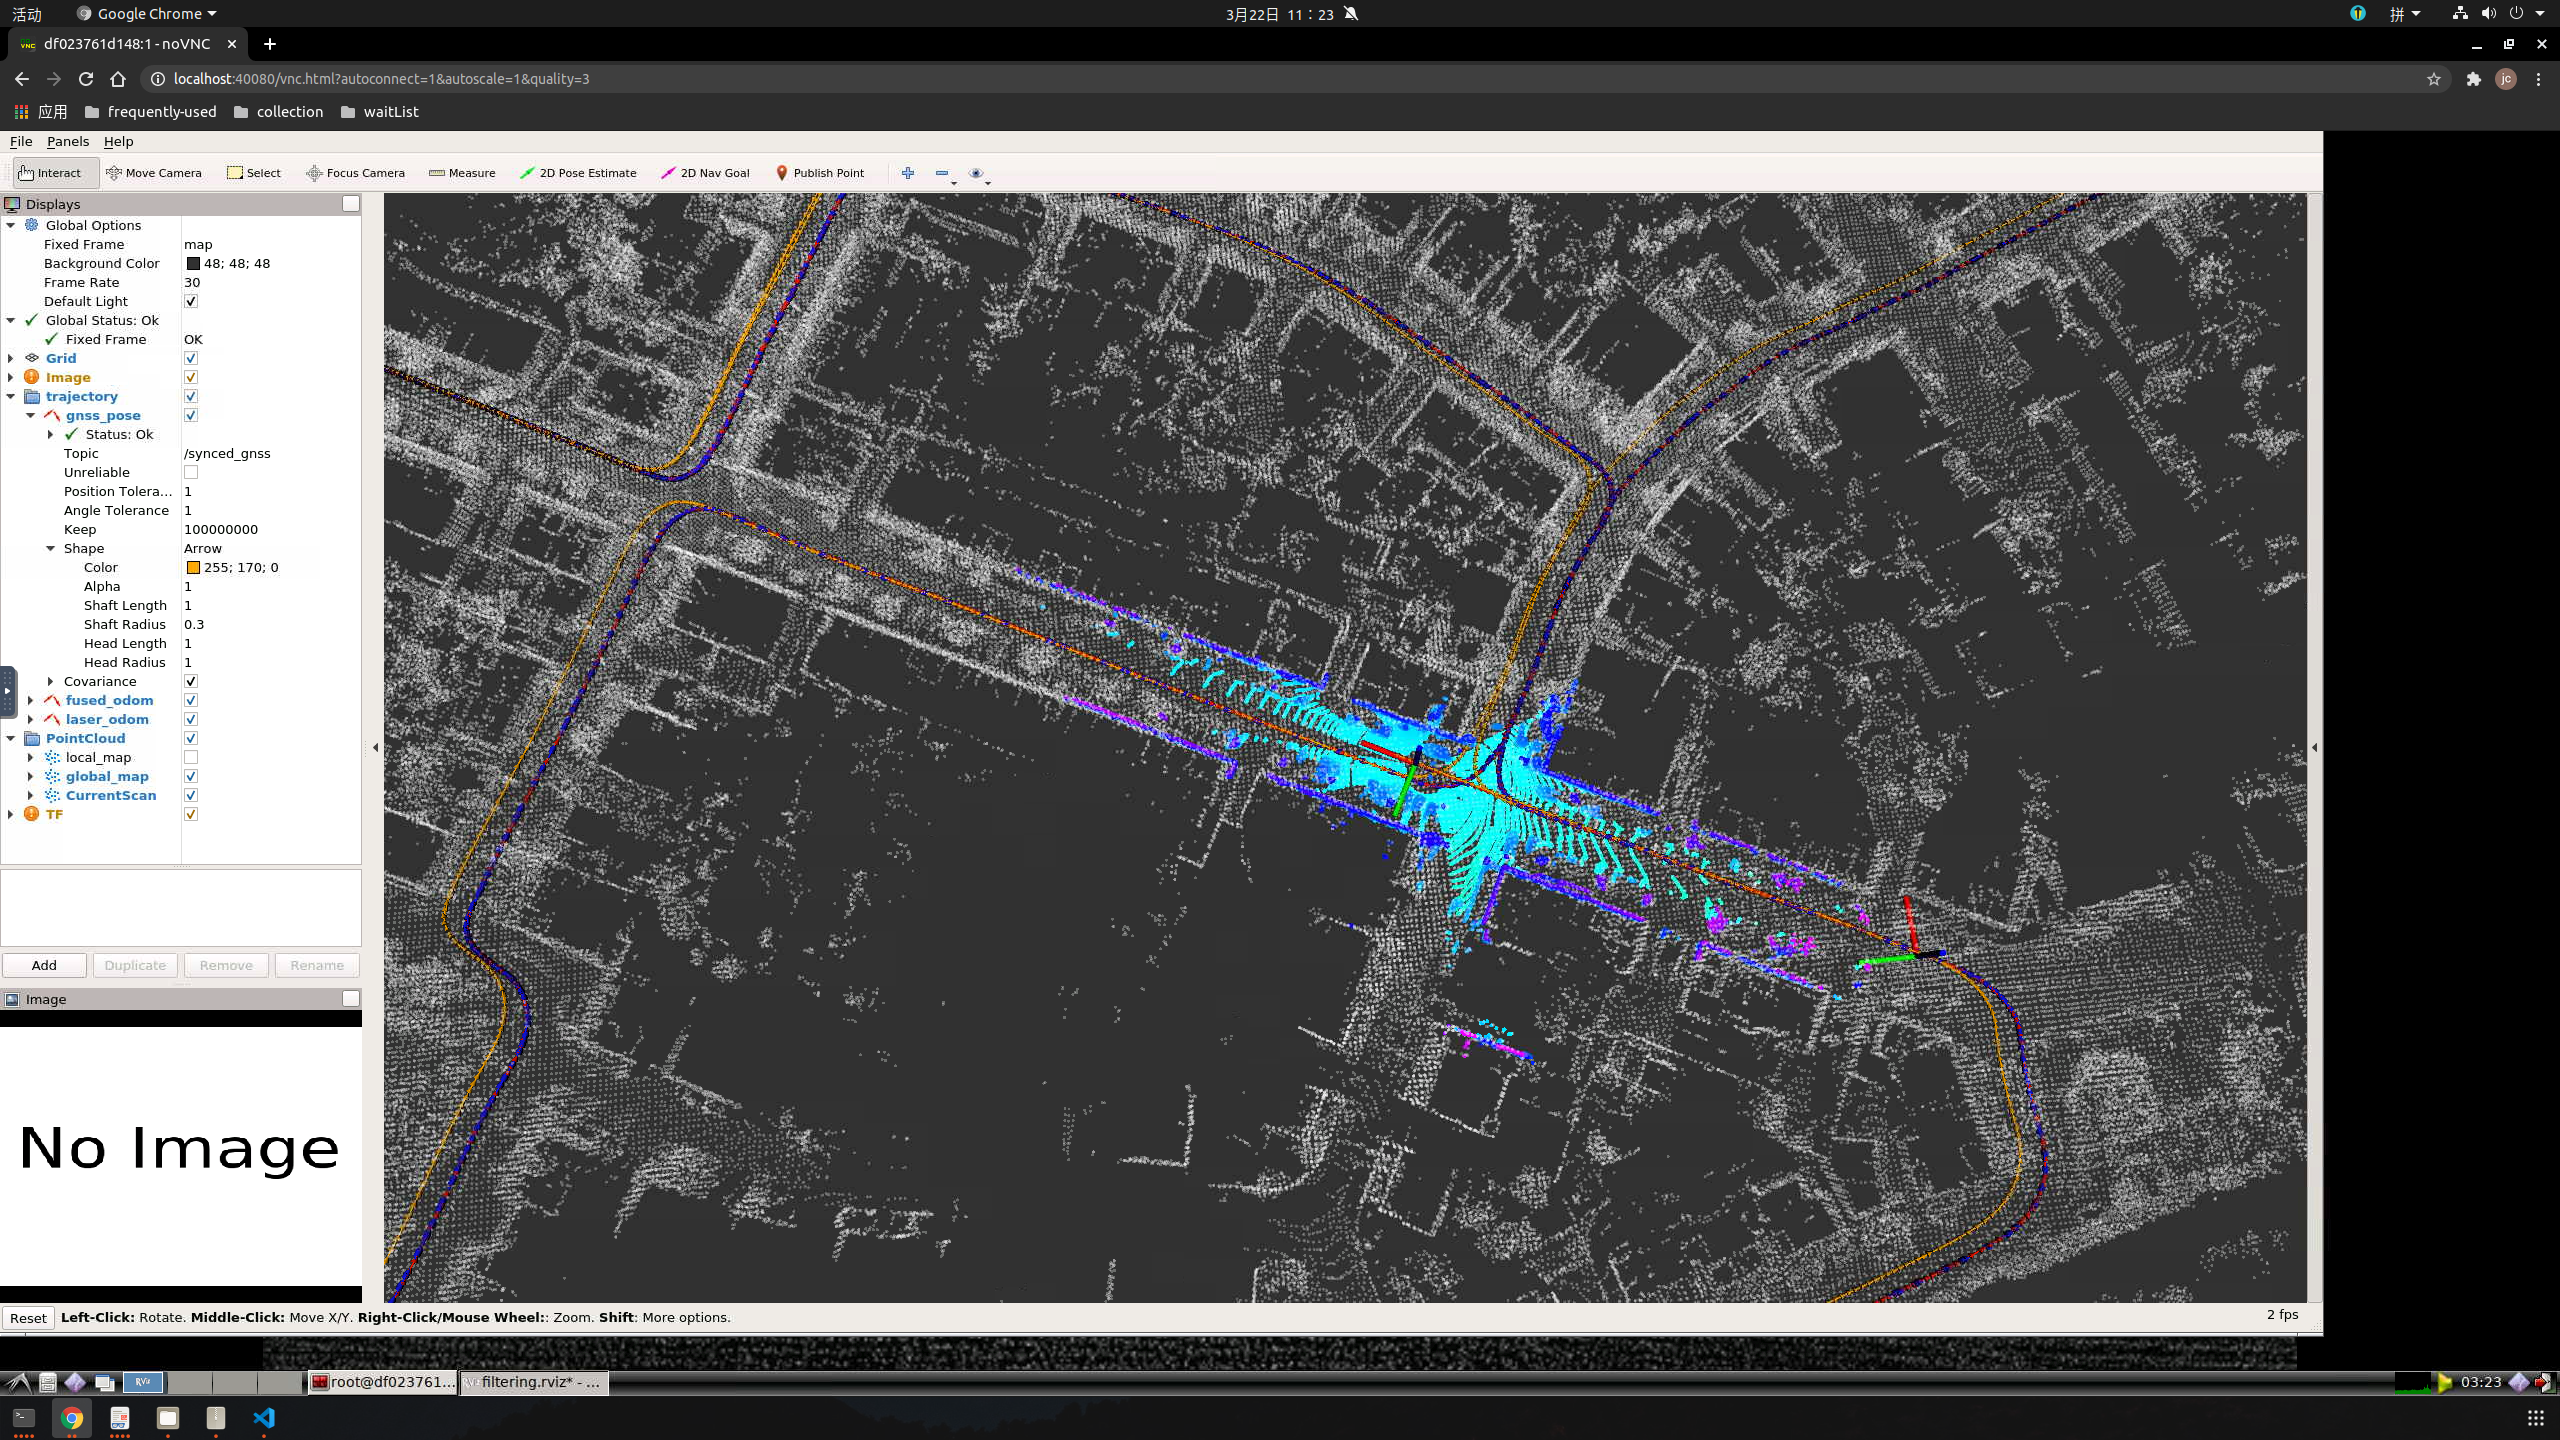 活动 Google Chrome 3月22日 11：23 拼
df023761d148:1 - noVNC
localhost:40080/vnc.html?autoconnect=1&autoscale=1&quality=3 jc
应用 frequently-used collection waitList
File Panels Help
Interact Move Camera Select Focus Camera Measure 2D Pose Estimate 2D Nav Goal Publish Point
Displays
Global Options
Fixed Frame map
Background Color 48; 48; 48
Frame Rate 30
Default Light
Global Status: Ok
Fixed Frame OK
Grid
Image
trajectory
gnss_pose
Status: Ok
Topic /synced_gnss
Unreliable
Position Tolera... 1
Angle Tolerance 1
Keep 100000000
Shape Arrow
Color 255; 170; 0
Alpha 1
Shaft Length 1
Shaft Radius 0.3
Head Length 1
Head Radius 1
Covariance
fused_odom
laser_odom
PointCloud
local_map
global_map
CurrentScan
TF
Add Duplicate Remove Rename
Image
No Image
Reset Left-Click: Rotate. Middle-Click: Move X/Y. Right-Click/Mouse Wheel:: Zoom. Shift: More options. 2 fps
RViz root@df023761... filtering.rviz* - ... 03:23